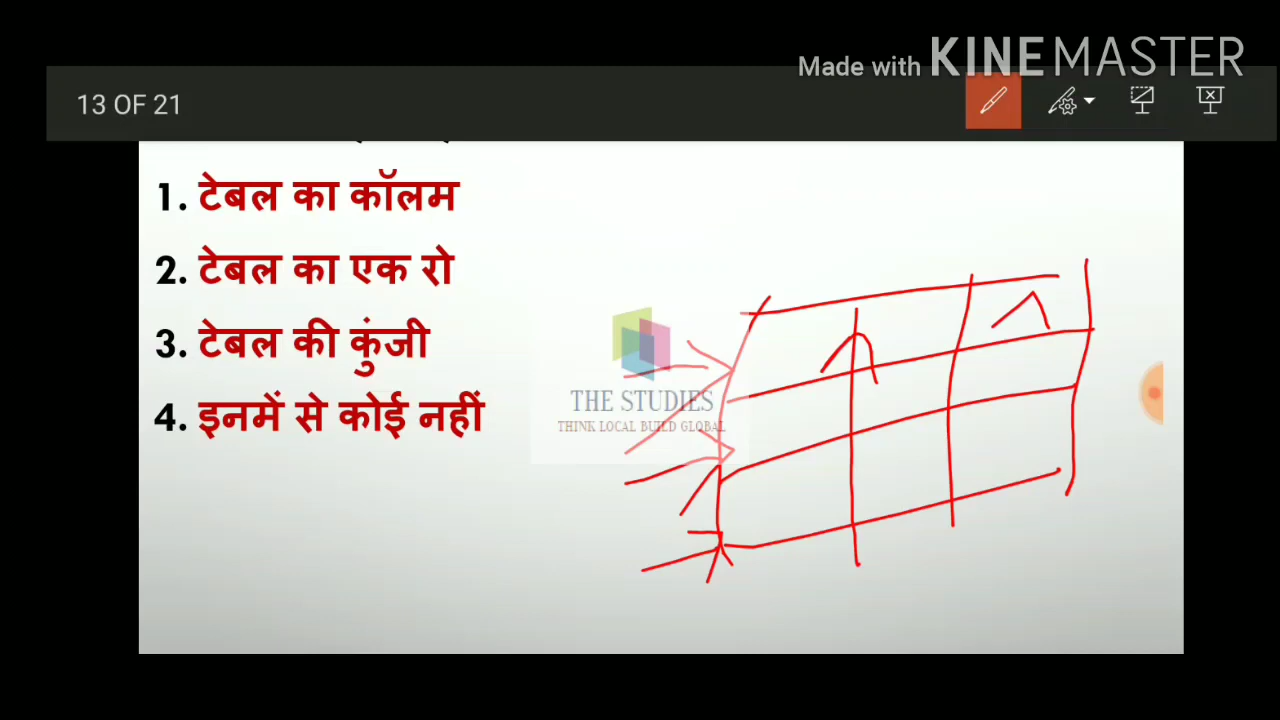 Made with KINEMASTER
13 OF 21
1. टेबल का कॉलम
2. टेबल का एक रो
3. टेबल की कुंजी
4. इनमें से कोई नहीं
THE STUDIES
THINK LOCAL BUILD GLOBAL